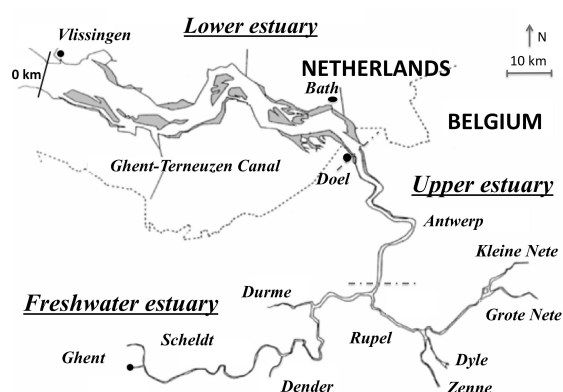 Lower estuary
Vlissingen
N
10 km
0 km
NETHERLANDS
Bath
BELGIUM
Ghent-Terneuzen Canal
Doel
Upper estuary
Antwerp
Kleine Nete
Freshwater estuary
Durme
Grote Nete
Scheldt
Rupel
Ghent
Dyle
Dender
Zenne